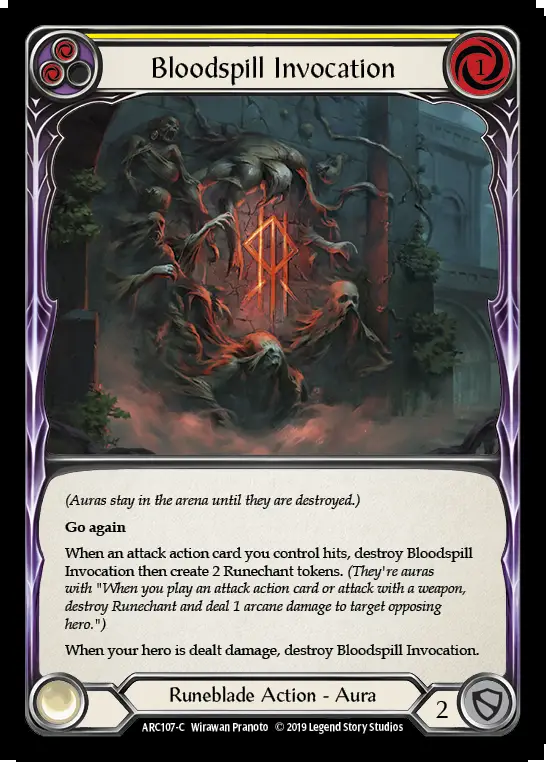 Bloodspill Invocation
1
(Auras stay in the arena until they are destroyed.)
Go again
When an attack action card you control hits, destroy Bloodspill
Invocation then create 2 Runechant tokens. (They're auras
with "When you play an attack action card or attack with a weapon,
destroy Runechant and deal 1 arcane damage to target opposing
hero.")
When your hero is dealt damage, destroy Bloodspill Invocation.
Runeblade Action - Aura
2
ARC107-C Wirawan Pranoto © 2019 Legend Story Studios